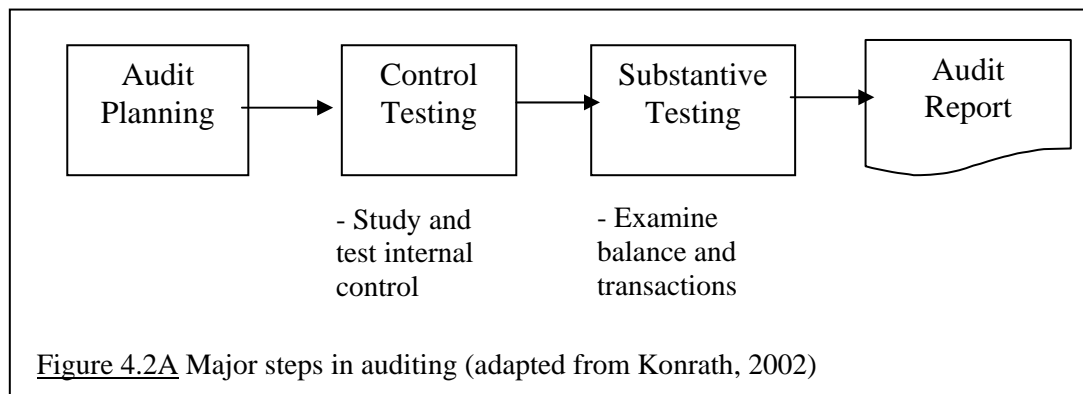 Audit
Planning
Control
Testing
Substantive
Testing
Audit
Report
- Study and
test internal
control
- Examine
balance and
transactions
Figure 4.2A Major steps in auditing (adapted from Konrath, 2002)